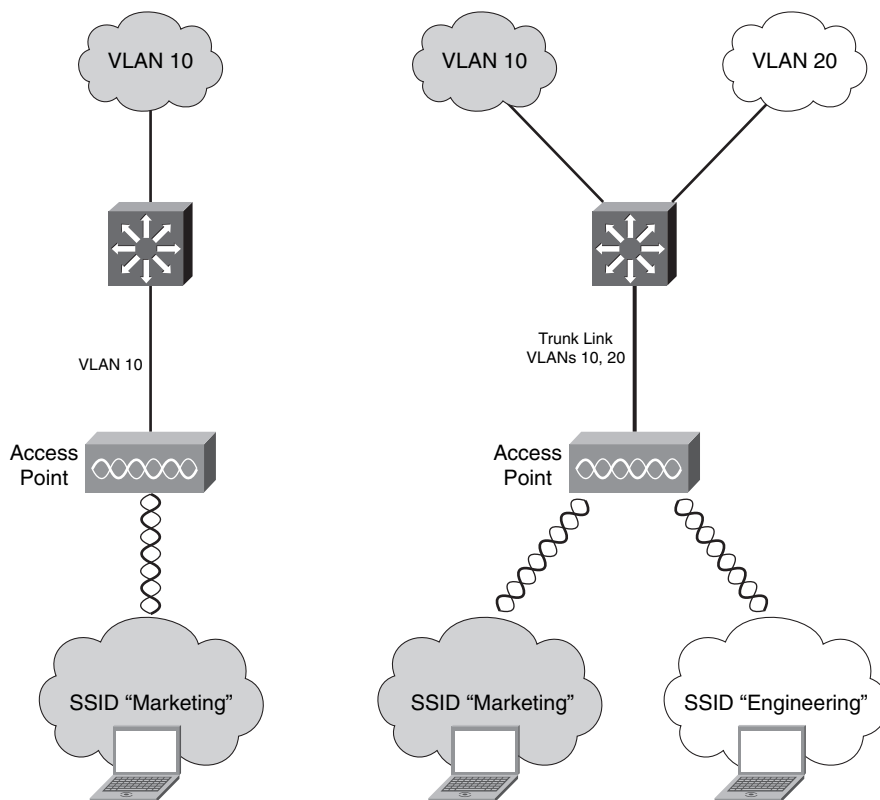 VLAN 10
VLAN 10
VLAN 20
VLAN 10
Trunk Link
VLANs 10, 20
Access
Point
Access
Point
SSID “Marketing”
SSID “Marketing”
SSID “Engineering”